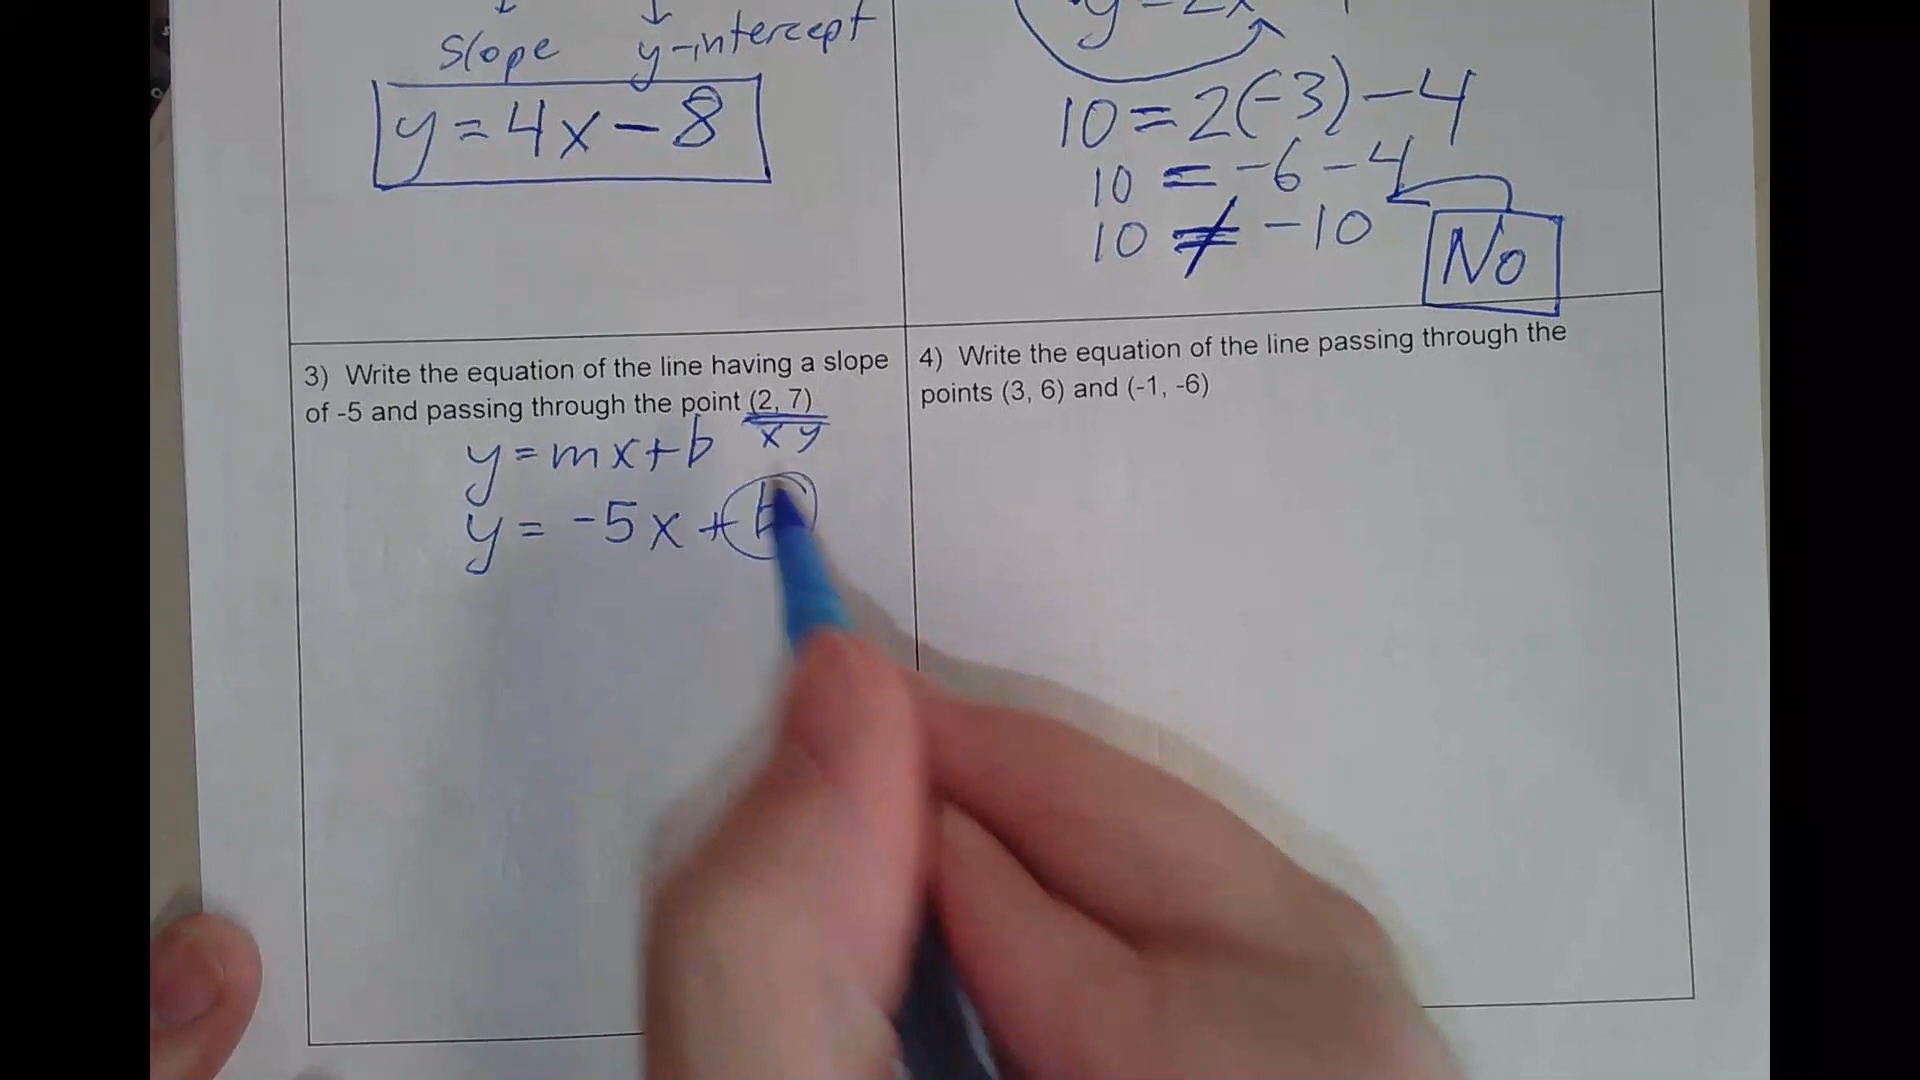 slope y-intercept
y=4x-8
y=2x
10=2(-3)-4
10=-6-4
10≠-10
No
3) Write the equation of the line having a slope
of -5 and passing through the point (2, 7)
x y
y=mx+b
y=-5x+b
4) Write the equation of the line passing through the
points (3, 6) and (-1, -6)